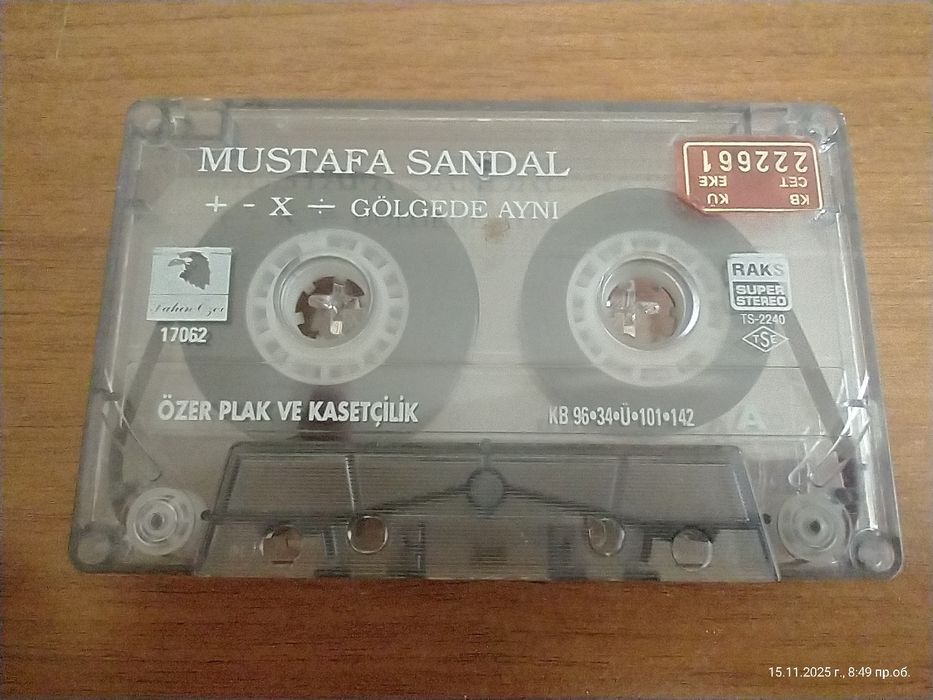 MUSTAFA SANDAL
+ - X ÷ GÖLGEDE AYNI
KB KÜ
CET EKE
222661
17062
RAKS
SUPER
STEREO
TS-2240
TSE
ÖZER PLAK VE KASETÇİLİK
KB 96•34•Ü•101•142
A
15.11.2025 г., 8:49 пр.об.